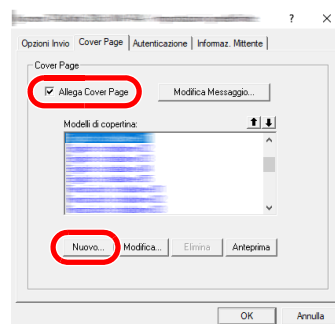 ? ×
Opzioni Invio Cover Page Autenticazione Informaz. Mittente
Cover Page
Allega Cover Page Modifica Messaggio...
Modelli di copertina:
Nuovo... Modifica... Elimina Anteprima
OK Annulla